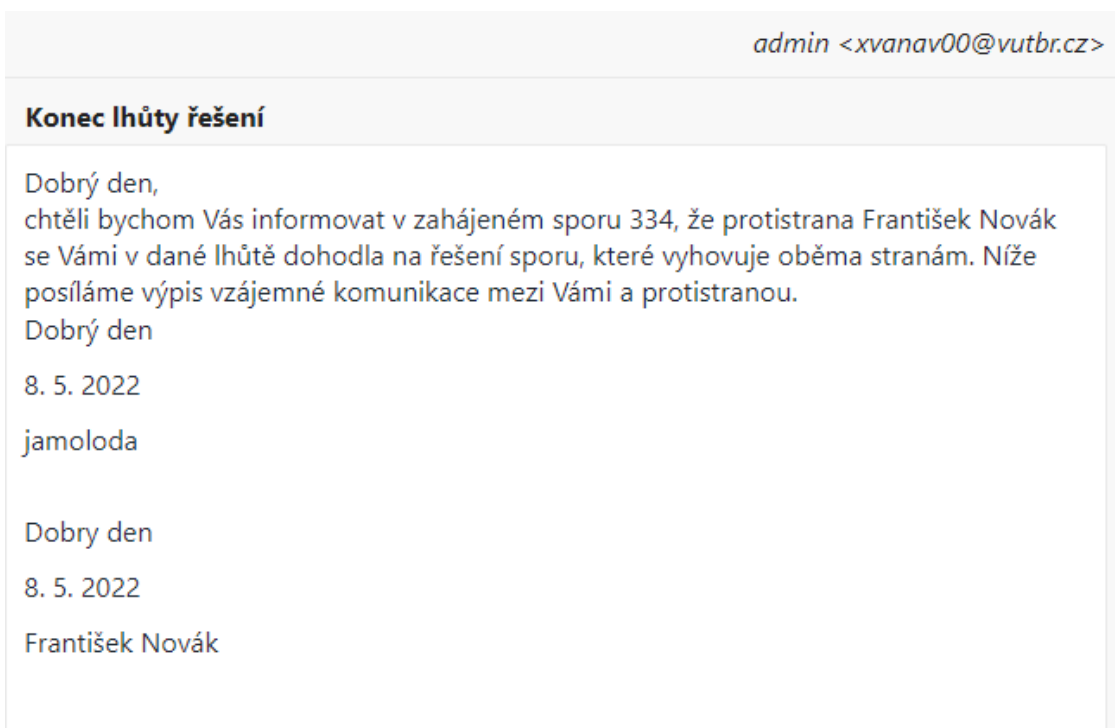 admin <xvanav00@vutbr.cz>
Konec lhůty řešení
Dobrý den,
chtěli bychom Vás informovat v zahájeném sporu 334, že protistrana František Novák
se Vámi v dané lhůtě dohodla na řešení sporu, které vyhovuje oběma stranám. Níže
posíláme výpis vzájemné komunikace mezi Vámi a protistranou.
Dobrý den
8. 5. 2022
jamoloda
Dobry den
8. 5. 2022
František Novák